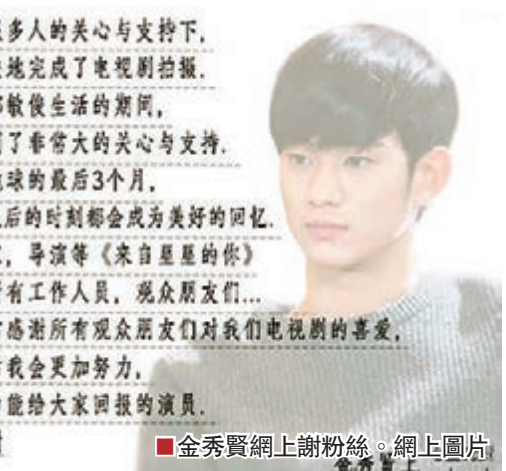 多人的关心与支持下,
地完成了电视剧拍摄.
敏俊生活的期间,
了非常大的关心与支持.
球的最后3个月,
后的时刻都会成为美好的回忆.
导演等《来自星星的你》
有工作人员, 观众朋友们...
感谢所有观众朋友们对我们电视剧的喜爱,
我会更加努力,
能给大家回报的演员.
■金秀賢網上謝粉絲。網上圖片